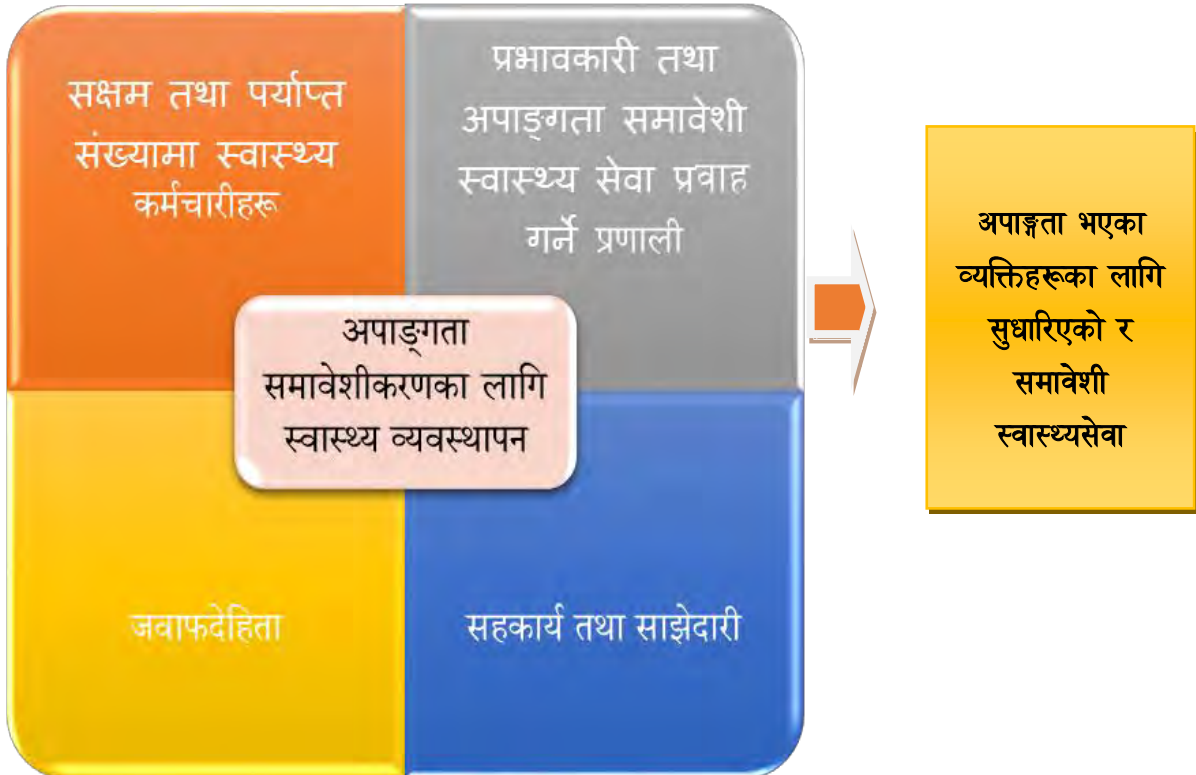 सक्षम तथा पर्याप्त
संख्यामा स्वास्थ्य
कर्मचारीहरू
प्रभावकारी तथा
अपाङ्गता समावेशी
स्वास्थ्य सेवा प्रवाह
गर्ने प्रणाली
अपाङ्गता
समावेशीकरणका लागि
स्वास्थ्य व्यवस्थापन
जवाफदेहिता
सहकार्य तथा साझेदारी
अपाङ्गता भएका
व्यक्तिहरूका लागि
सुधारिएको र
समावेशी
स्वास्थ्यसेवा